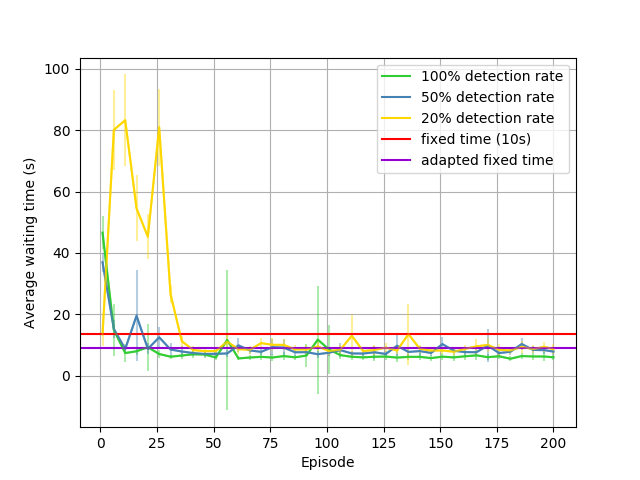 100
80
60
40
20
0
Average waiting time (s)
100% detection rate
50% detection rate
20% detection rate
fixed time (10s)
adapted fixed time
0 25 50 75 100 125 150 175 200
Episode